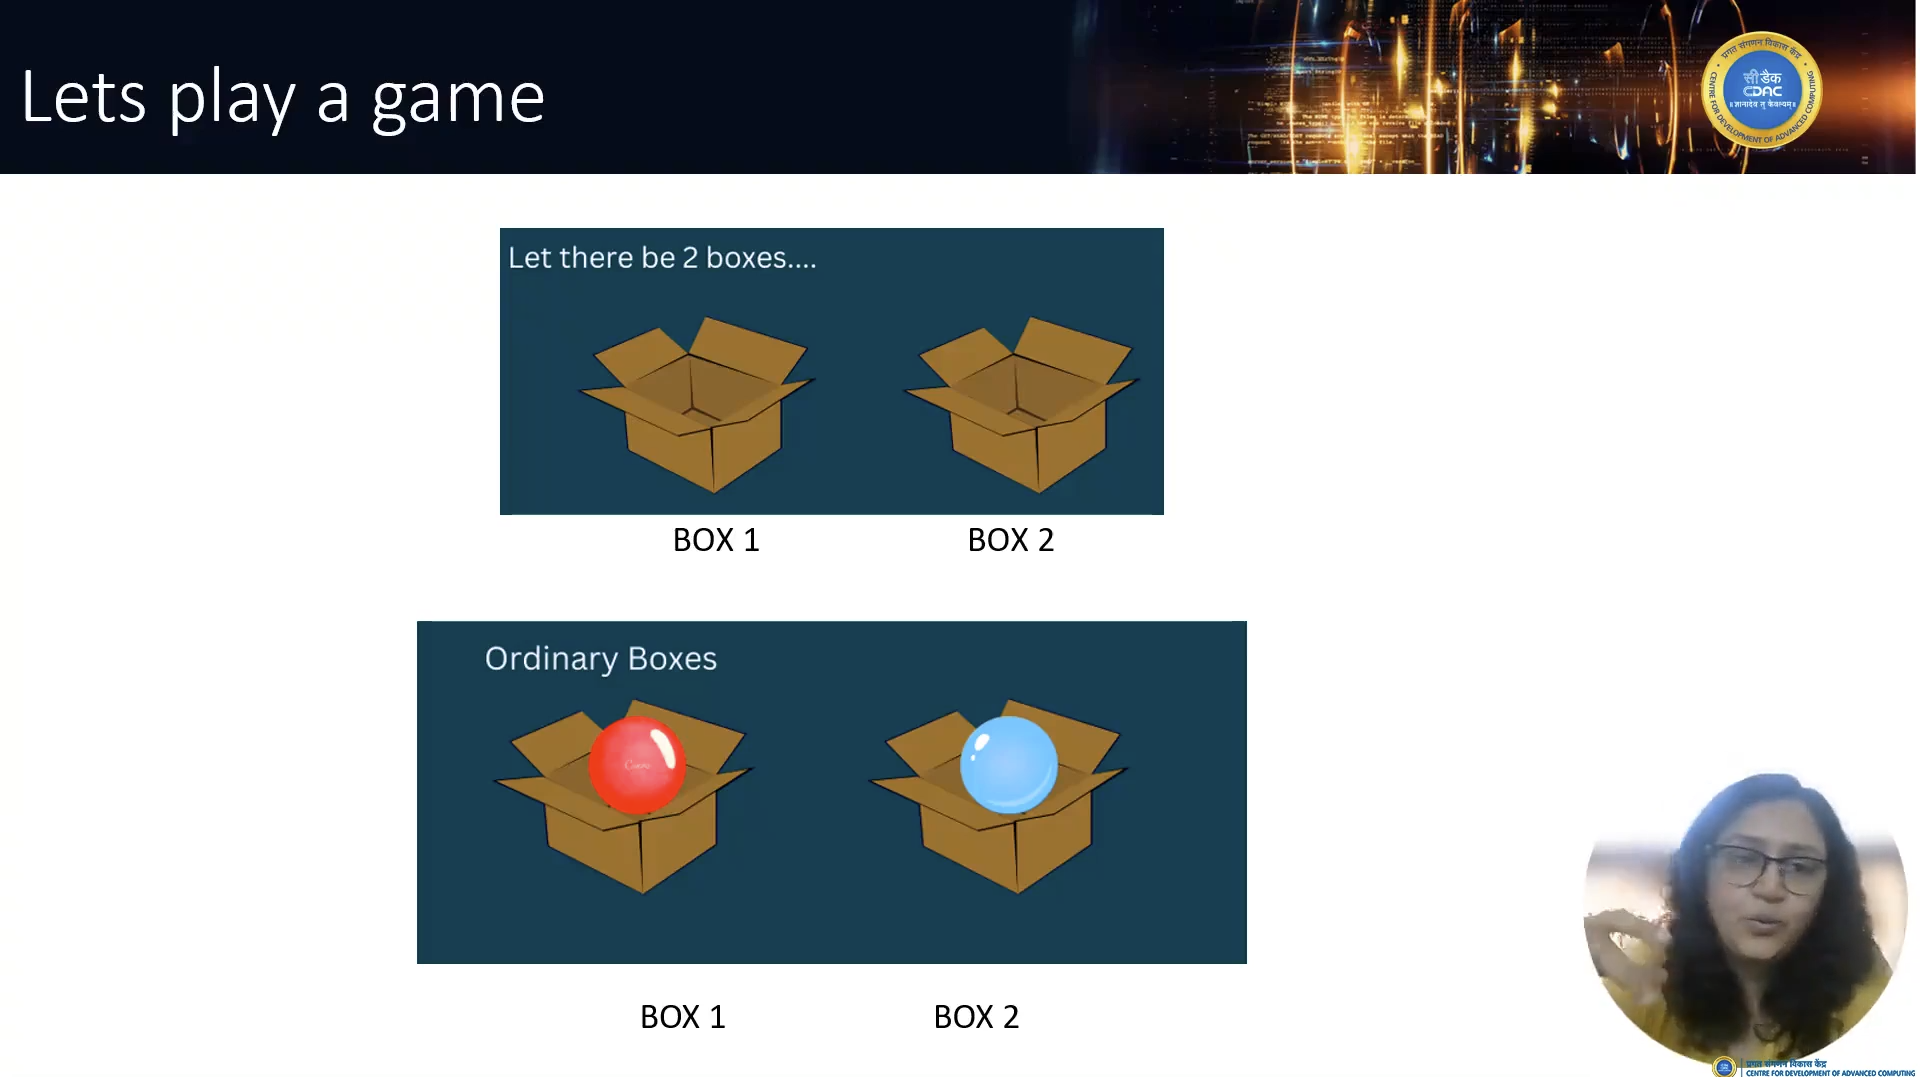 Lets play a game
प्रगत संगणन विकास केंद्र
सी डैक
CDAC
॥ज्ञानादेव तु कैवल्यम्॥
CENTRE FOR DEVELOPMENT OF ADVANCED COMPUTING
Let there be 2 boxes....
BOX 1
BOX 2
Ordinary Boxes
Canva
BOX 1
BOX 2
प्रगत संगणन विकास केंद्र
CENTRE FOR DEVELOPMENT OF ADVANCED COMPUTING